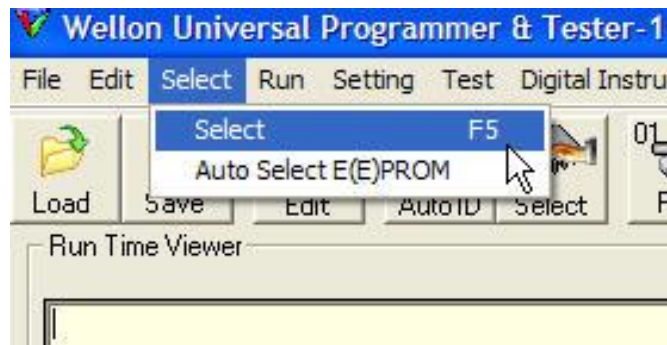 Wellon Universal Programmer & Tester-1
File Edit Select Run Setting Test Digital Instru
Select F5
Auto Select E(E)PROM
01
Load Save Edit AutoID Select
Run Time Viewer